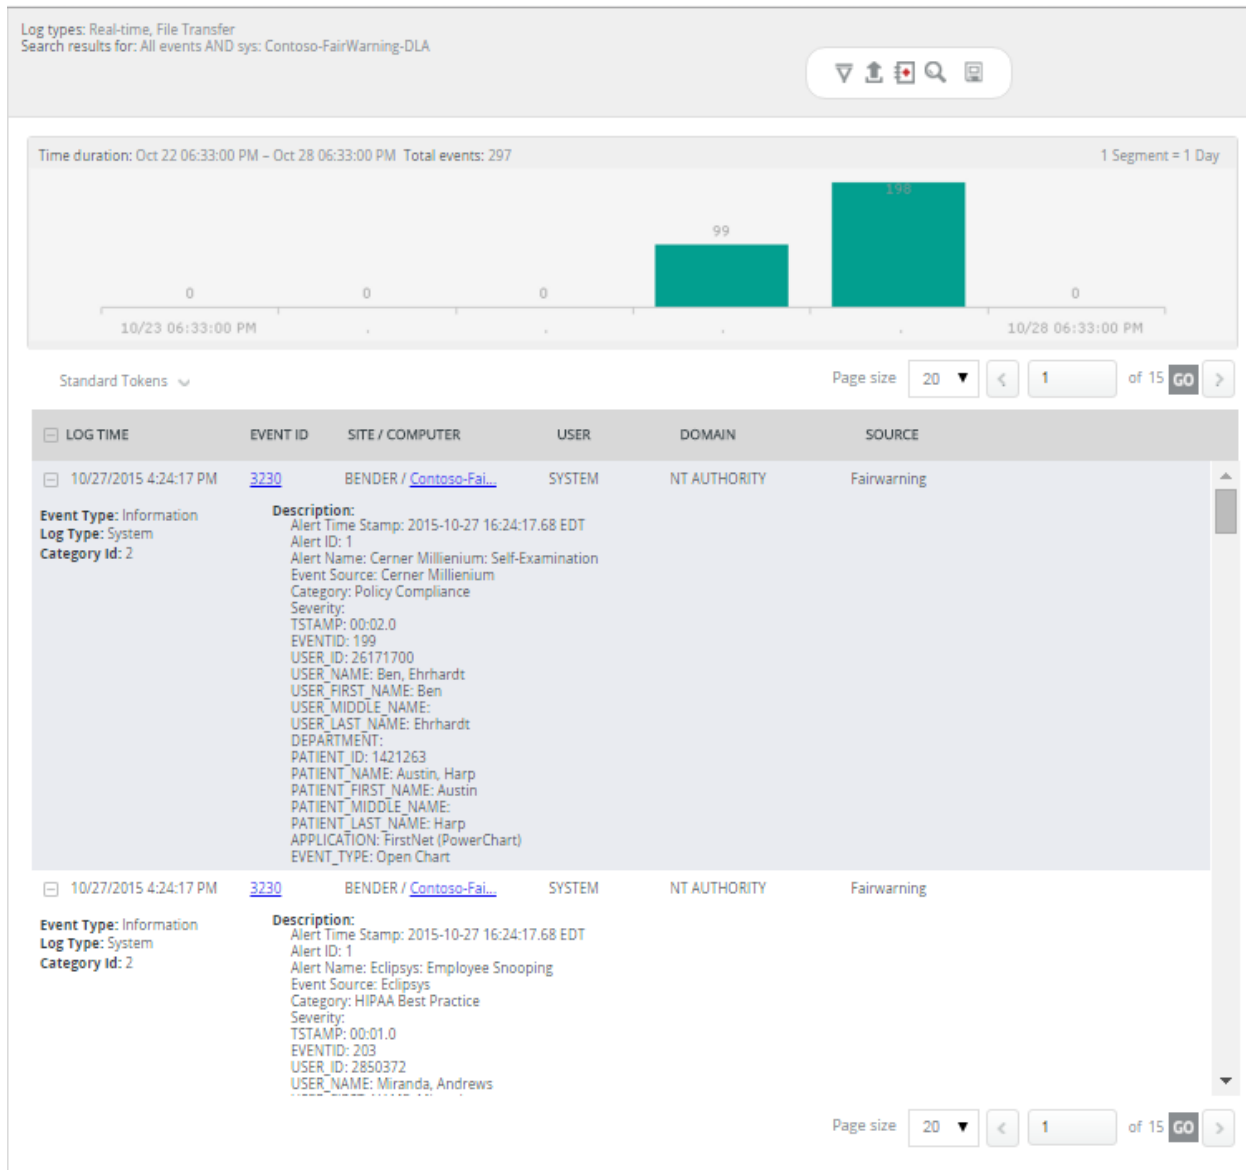 Log types: Real-time, File Transfer
Search results for: All events AND sys: Contoso-FairWarning-DLA
Time duration: Oct 22 06:33:00 PM – Oct 28 06:33:00 PM Total events: 297
1 Segment = 1 Day
0 0 0 99 198 0
10/23 06:33:00 PM . . . . 10/28 06:33:00 PM
Standard Tokens
Page size 20 1 of 15 GO
LOG TIME EVENT ID SITE / COMPUTER USER DOMAIN SOURCE
10/27/2015 4:24:17 PM 3230 BENDER / Contoso-Fai... SYSTEM NT AUTHORITY Fairwarning
Event Type: Information
Log Type: System
Category Id: 2
Description:
Alert Time Stamp: 2015-10-27 16:24:17.68 EDT
Alert ID: 1
Alert Name: Cerner Millienium: Self-Examination
Event Source: Cerner Millienium
Category: Policy Compliance
Severity:
TSTAMP: 00:02.0
EVENTID: 199
USER_ID: 26171700
USER_NAME: Ben, Ehrhardt
USER_FIRST_NAME: Ben
USER_MIDDLE_NAME:
USER_LAST_NAME: Ehrhardt
DEPARTMENT:
PATIENT_ID: 1421263
PATIENT_NAME: Austin, Harp
PATIENT_FIRST_NAME: Austin
PATIENT_MIDDLE_NAME:
PATIENT_LAST_NAME: Harp
APPLICATION: FirstNet (PowerChart)
EVENT_TYPE: Open Chart
10/27/2015 4:24:17 PM 3230 BENDER / Contoso-Fai... SYSTEM NT AUTHORITY Fairwarning
Event Type: Information
Log Type: System
Category Id: 2
Description:
Alert Time Stamp: 2015-10-27 16:24:17.68 EDT
Alert ID: 1
Alert Name: Eclipsys: Employee Snooping
Event Source: Eclipsys
Category: HIPAA Best Practice
Severity:
TSTAMP: 00:01.0
EVENTID: 203
USER_ID: 2850372
USER_NAME: Miranda, Andrews
Page size 20 1 of 15 GO